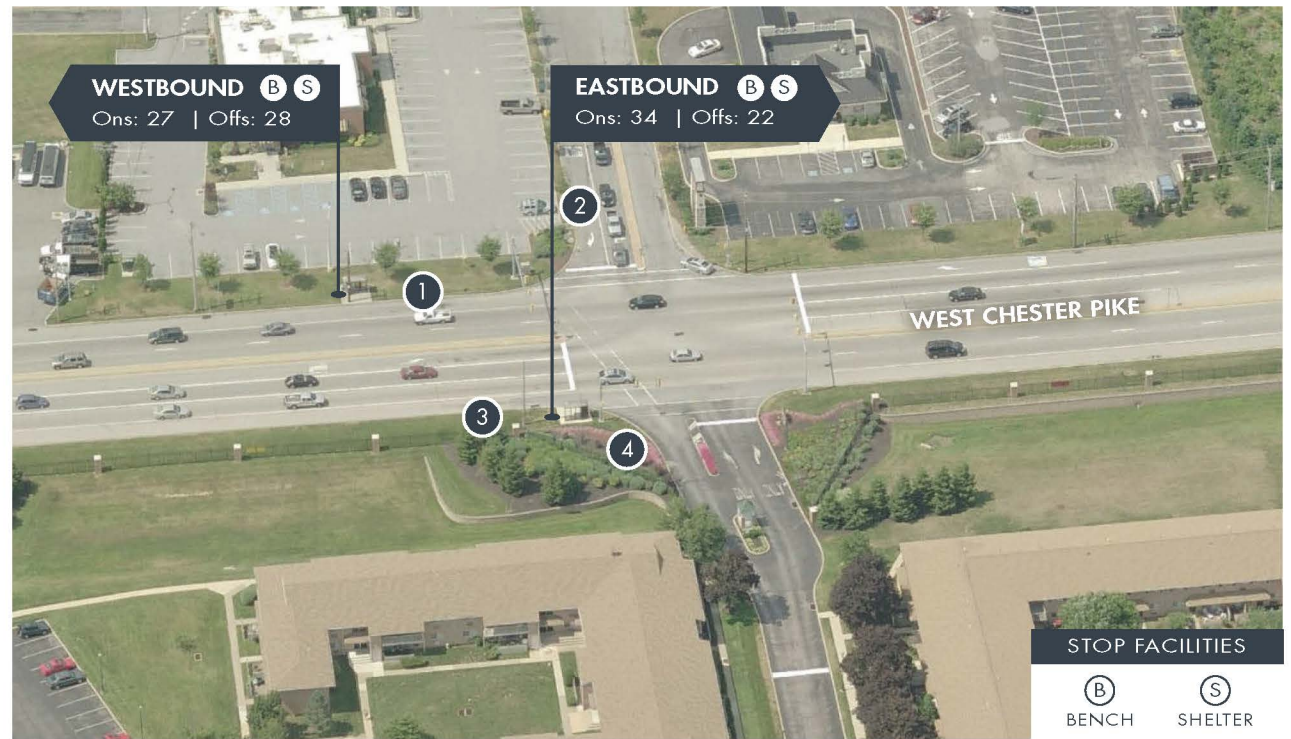 WESTBOUND B S
Ons: 27 | Offs: 28
EASTBOUND B S
Ons: 34 | Offs: 22
2
1
WEST CHESTER PIKE
3
4
STOP FACILITIES
B S
BENCH SHELTER